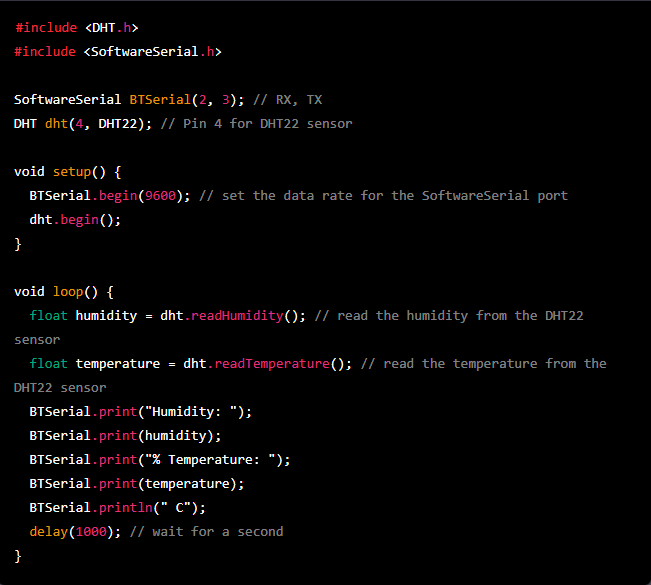 #include <DHT.h>
#include <SoftwareSerial.h>

SoftwareSerial BTSerial(2, 3); // RX, TX
DHT dht(4, DHT22); // Pin 4 for DHT22 sensor

void setup() {
  BTSerial.begin(9600); // set the data rate for the SoftwareSerial port
  dht.begin();
}

void loop() {
  float humidity = dht.readHumidity(); // read the humidity from the DHT22
sensor
  float temperature = dht.readTemperature(); // read the temperature from the
DHT22 sensor
  BTSerial.print("Humidity: ");
  BTSerial.print(humidity);
  BTSerial.print("% Temperature: ");
  BTSerial.print(temperature);
  BTSerial.println(" C");
  delay(1000); // wait for a second
}